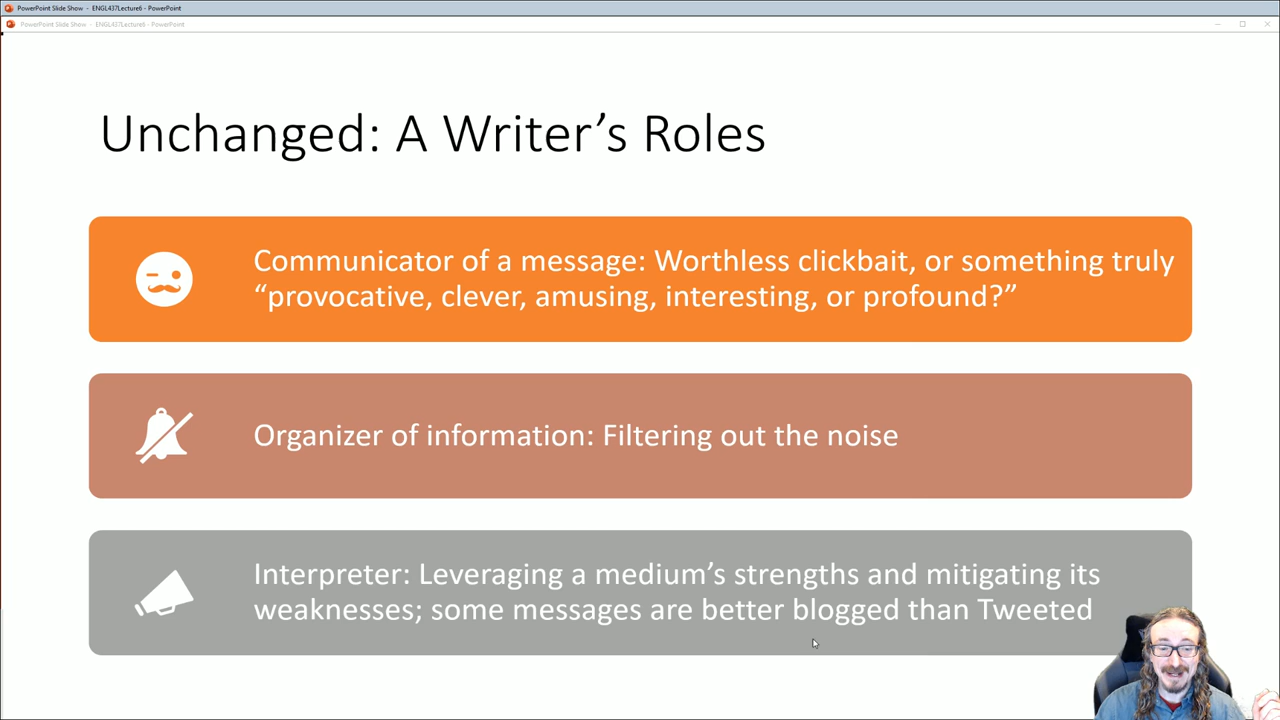 PowerPoint Slide Show - ENGL437Lecture6 - PowerPoint
PowerPoint Slide Show - ENGL437Lecture6 - PowerPoint
Unchanged: A Writer’s Roles
Communicator of a message: Worthless clickbait, or something truly
“provocative, clever, amusing, interesting, or profound?”
Organizer of information: Filtering out the noise
Interpreter: Leveraging a medium’s strengths and mitigating its
weaknesses; some messages are better blogged than Tweeted